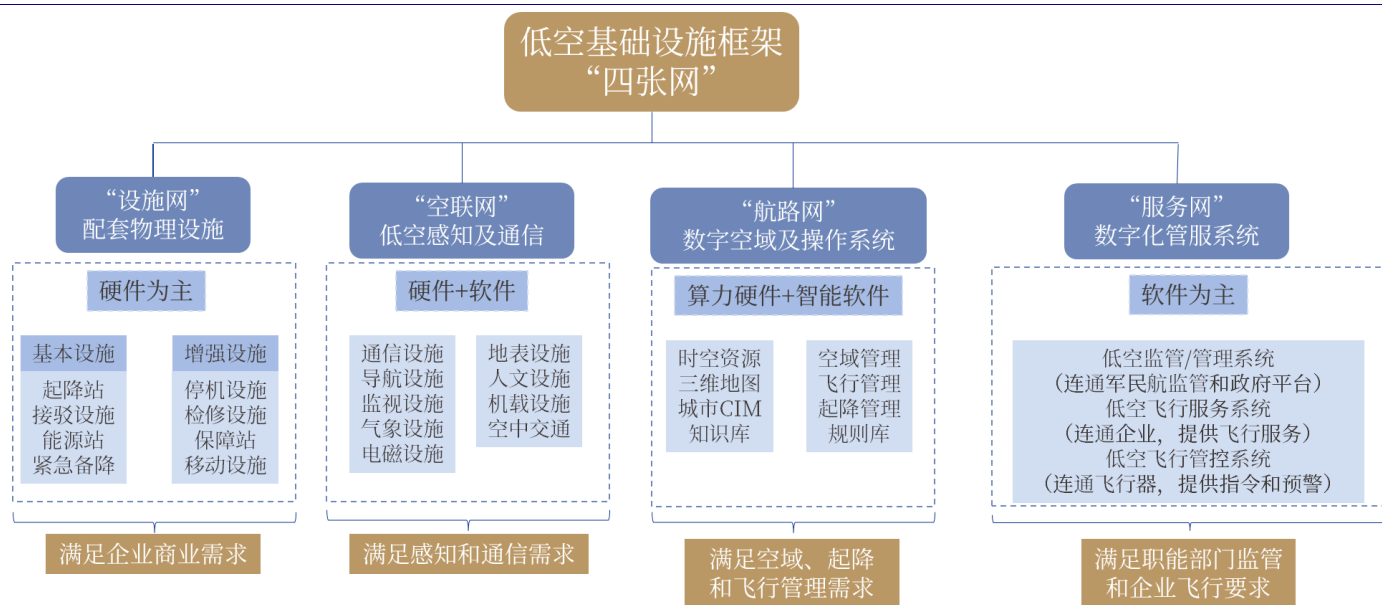 低空基础设施框架
“四张网”
“设施网”
配套物理设施
硬件为主
基本设施
起降站
接驳设施
能源站
紧急备降
增强设施
停机设施
检修设施
保障站
移动设施
满足企业商业需求
“空联网”
低空感知及通信
硬件+软件
通信设施
导航设施
监视设施
气象设施
电磁设施
地表设施
人文设施
机载设施
空中交通
满足感知和通信需求
“航路网”
数字空域及操作系统
算力硬件+智能软件
时空资源
三维地图
城市CIM
知识库
空域管理
飞行管理
起降管理
规则库
满足空域、起降
和飞行管理需求
“服务网”
数字化管服系统
软件为主
低空监管/管理系统
（连通军民航监管和政府平台）
低空飞行服务系统
（连通企业，提供飞行服务）
低空飞行管控系统
（连通飞行器，提供指令和预警）
满足职能部门监管
和企业飞行要求